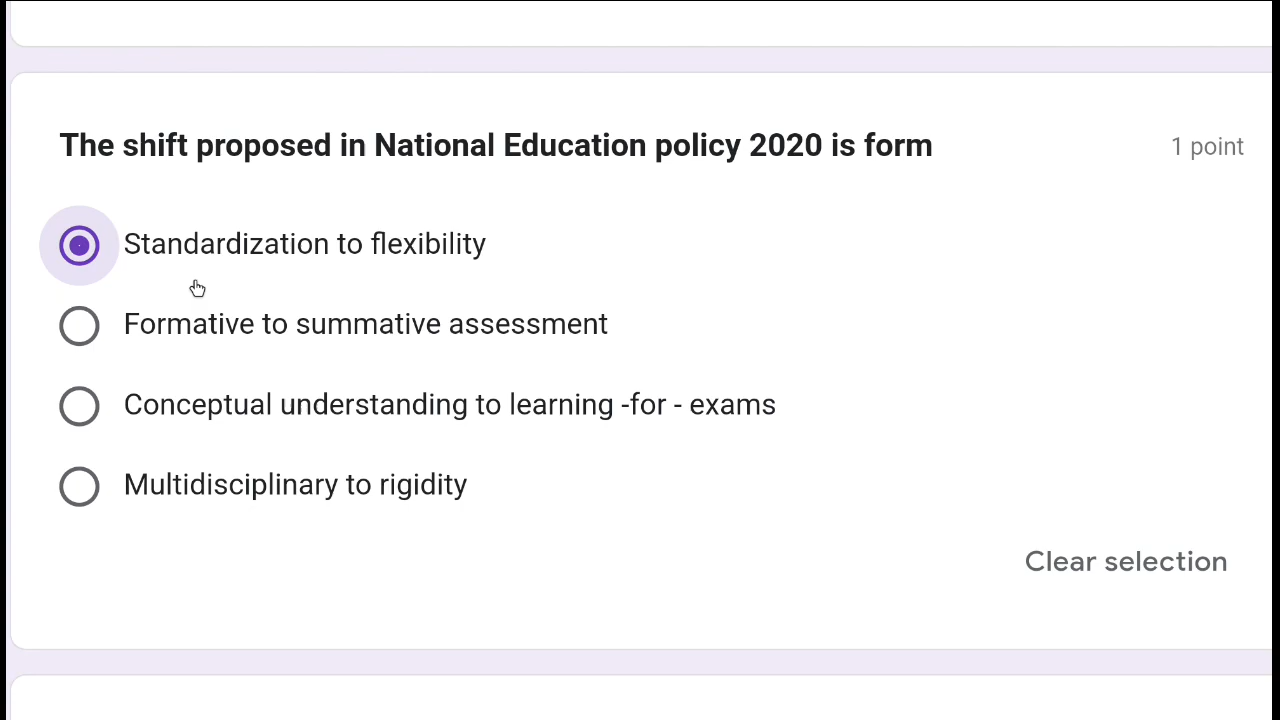 The shift proposed in National Education policy 2020 is form
1 point
Standardization to flexibility
Formative to summative assessment
Conceptual understanding to learning -for - exams
Multidisciplinary to rigidity
Clear selection